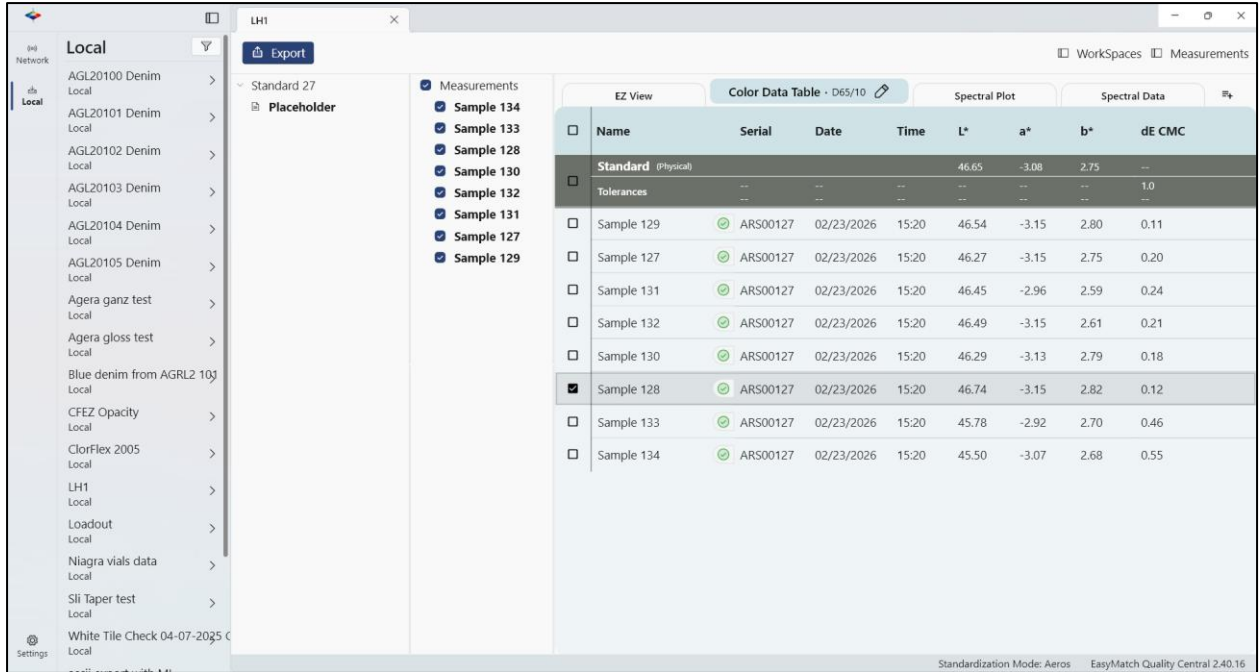 LH1
Network
Local
Settings
Local
AGL20100 Denim
Local
AGL20101 Denim
Local
AGL20102 Denim
Local
AGL20103 Denim
Local
AGL20104 Denim
Local
AGL20105 Denim
Local
Agera ganz test
Local
Agera gloss test
Local
Blue denim from AGRL2 101
Local
CFEZ Opacity
Local
ClorFlex 2005
Local
LH1
Local
Loadout
Local
Niagra vials data
Local
Sli Taper test
Local
White Tile Check 04-07-2025
Local
Export
WorkSpaces Measurements
Standard 27
Placeholder
Measurements
Sample 134
Sample 133
Sample 128
Sample 130
Sample 132
Sample 131
Sample 127
Sample 129
EZ View Color Data Table · D65/10 Spectral Plot Spectral Data
Name Serial Date Time L* a* b* dE CMC
Standard (Physical) 46.65 -3.08 2.75 --
Tolerances -- -- -- -- -- -- 1.0
-- -- -- -- -- -- --
Sample 129 ARS00127 02/23/2026 15:20 46.54 -3.15 2.80 0.11
Sample 127 ARS00127 02/23/2026 15:20 46.27 -3.15 2.75 0.20
Sample 131 ARS00127 02/23/2026 15:20 46.45 -2.96 2.59 0.24
Sample 132 ARS00127 02/23/2026 15:20 46.49 -3.15 2.61 0.21
Sample 130 ARS00127 02/23/2026 15:20 46.29 -3.13 2.79 0.18
Sample 128 ARS00127 02/23/2026 15:20 46.74 -3.15 2.82 0.12
Sample 133 ARS00127 02/23/2026 15:20 45.78 -2.92 2.70 0.46
Sample 134 ARS00127 02/23/2026 15:20 45.50 -3.07 2.68 0.55
Standardization Mode: Aeros EasyMatch Quality Central 2.40.16